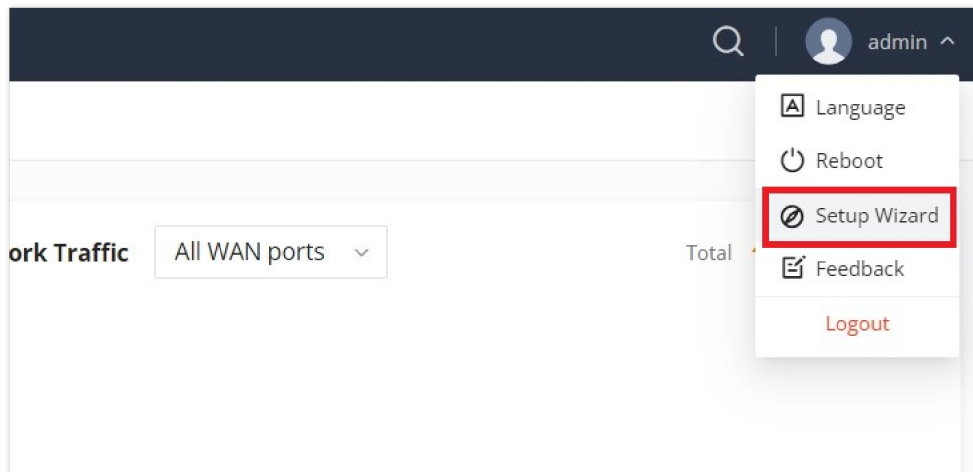 admin
Language
Reboot
Setup Wizard
ork Traffic All WAN ports Total
Feedback
Logout